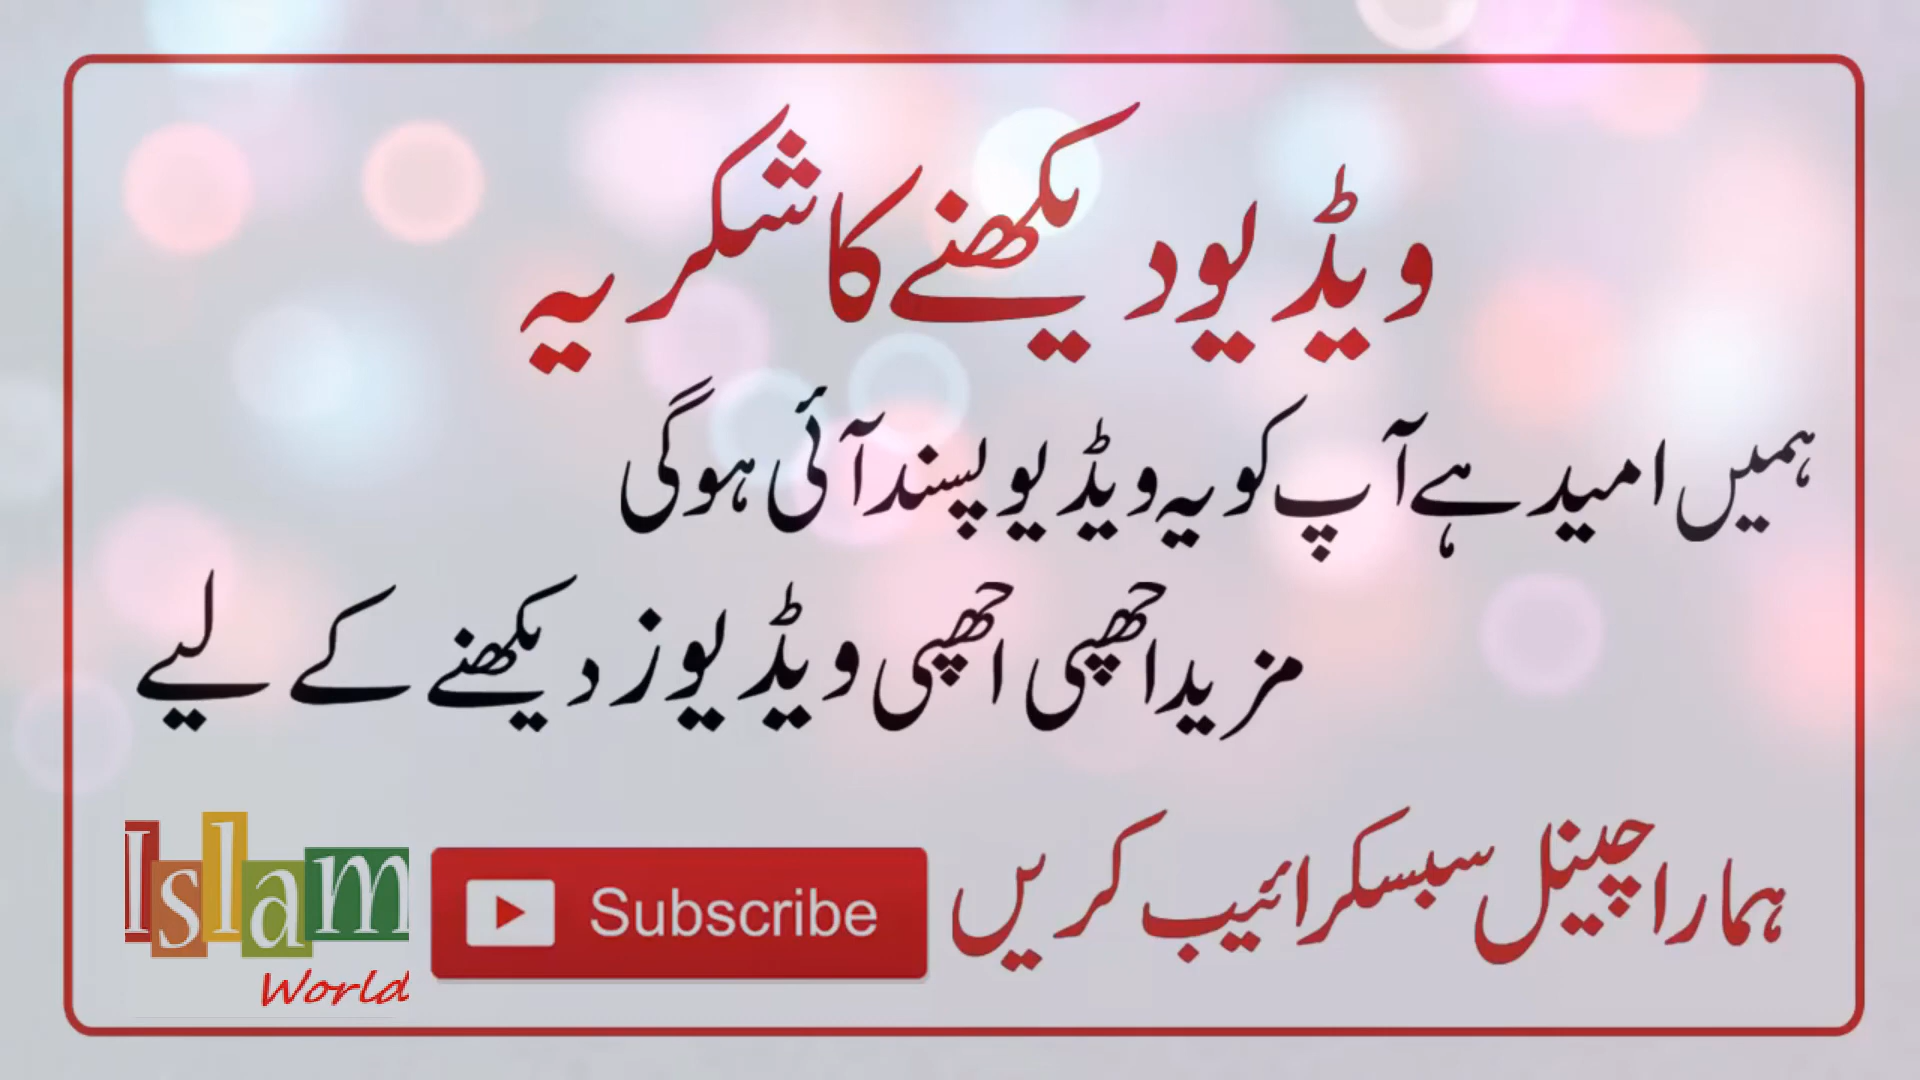 ویڈیو دیکھنے کا شکریہ
ہمیں امید ہے آپ کو یہ ویڈیو پسند آئی ہوگی
مزید اچھی اچھی ویڈیوز دیکھنے کے لیے
ہمارا چینل سبسکرائیب کریں
Subscribe
Islam
World